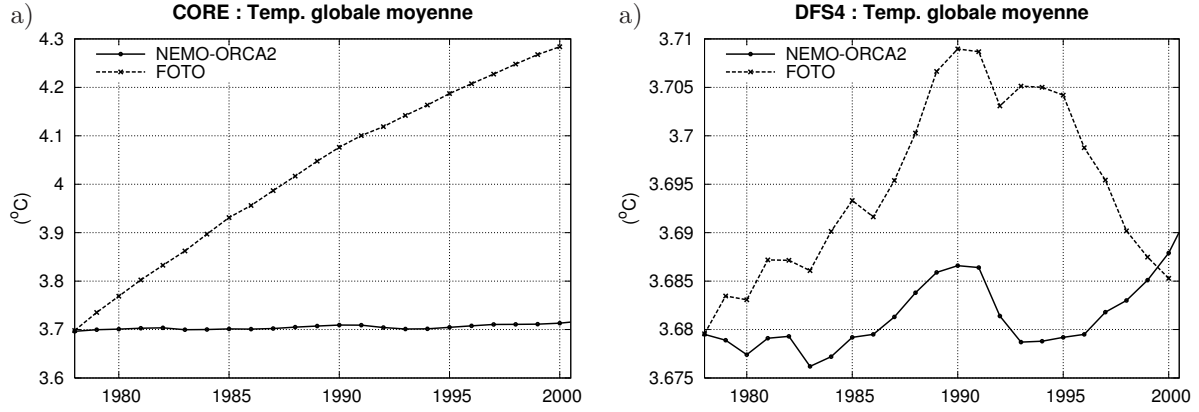 a)
CORE : Temp. globale moyenne
4.3
4.2
4.1
4
3.9
3.8
3.7
3.6
(°C)
NEMO-ORCA2
FOTO
1980
1985
1990
1995
2000
a)
DFS4 : Temp. globale moyenne
3.71
3.705
3.7
3.695
3.69
3.685
3.68
3.675
(°C)
NEMO-ORCA2
FOTO
1980
1985
1990
1995
2000